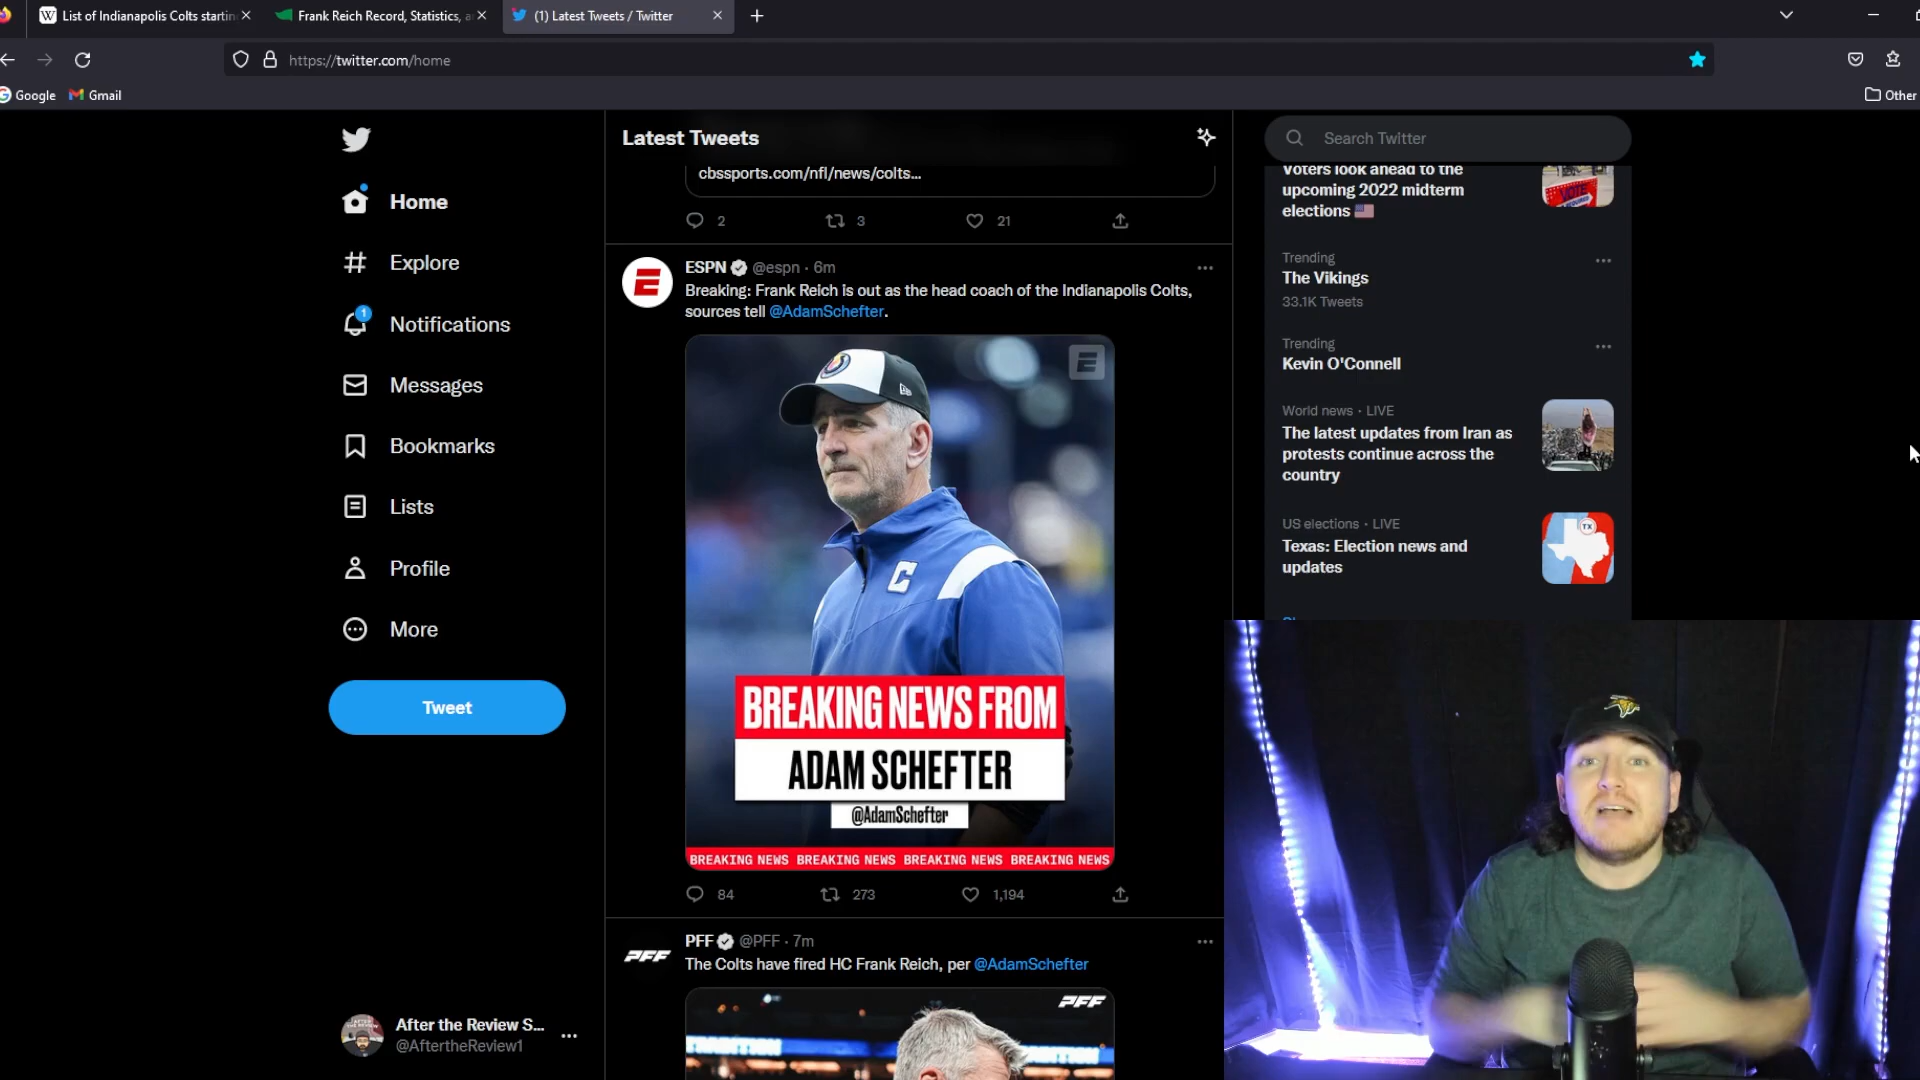 List of Indianapolis Colts startin
Frank Reich Record, Statistics, a
(1) Latest Tweets / Twitter
https://twitter.com/home
Google
Gmail
Other
Home
Explore
1
Notifications
Messages
Bookmarks
Lists
Profile
More
Tweet
After the Review S...
@AftertheReview1
Latest Tweets
cbssports.com/nfl/news/colts...
2
3
21
ESPN @espn · 6m
Breaking: Frank Reich is out as the head coach of the Indianapolis Colts,
sources tell @AdamSchefter.
E
C
BREAKING NEWS FROM
ADAM SCHEFTER
@AdamSchefter
BREAKING NEWS BREAKING NEWS BREAKING NEWS BREAKING NEWS
84
273
1,194
PFF
PFF @PFF · 7m
The Colts have fired HC Frank Reich, per @AdamSchefter
PFF
Search Twitter
Voters look ahead to the
upcoming 2022 midterm
elections
VOTE
Trending
The Vikings
33.1K Tweets
Trending
Kevin O'Connell
World news · LIVE
The latest updates from Iran as
protests continue across the
country
US elections · LIVE
Texas: Election news and
updates
TX